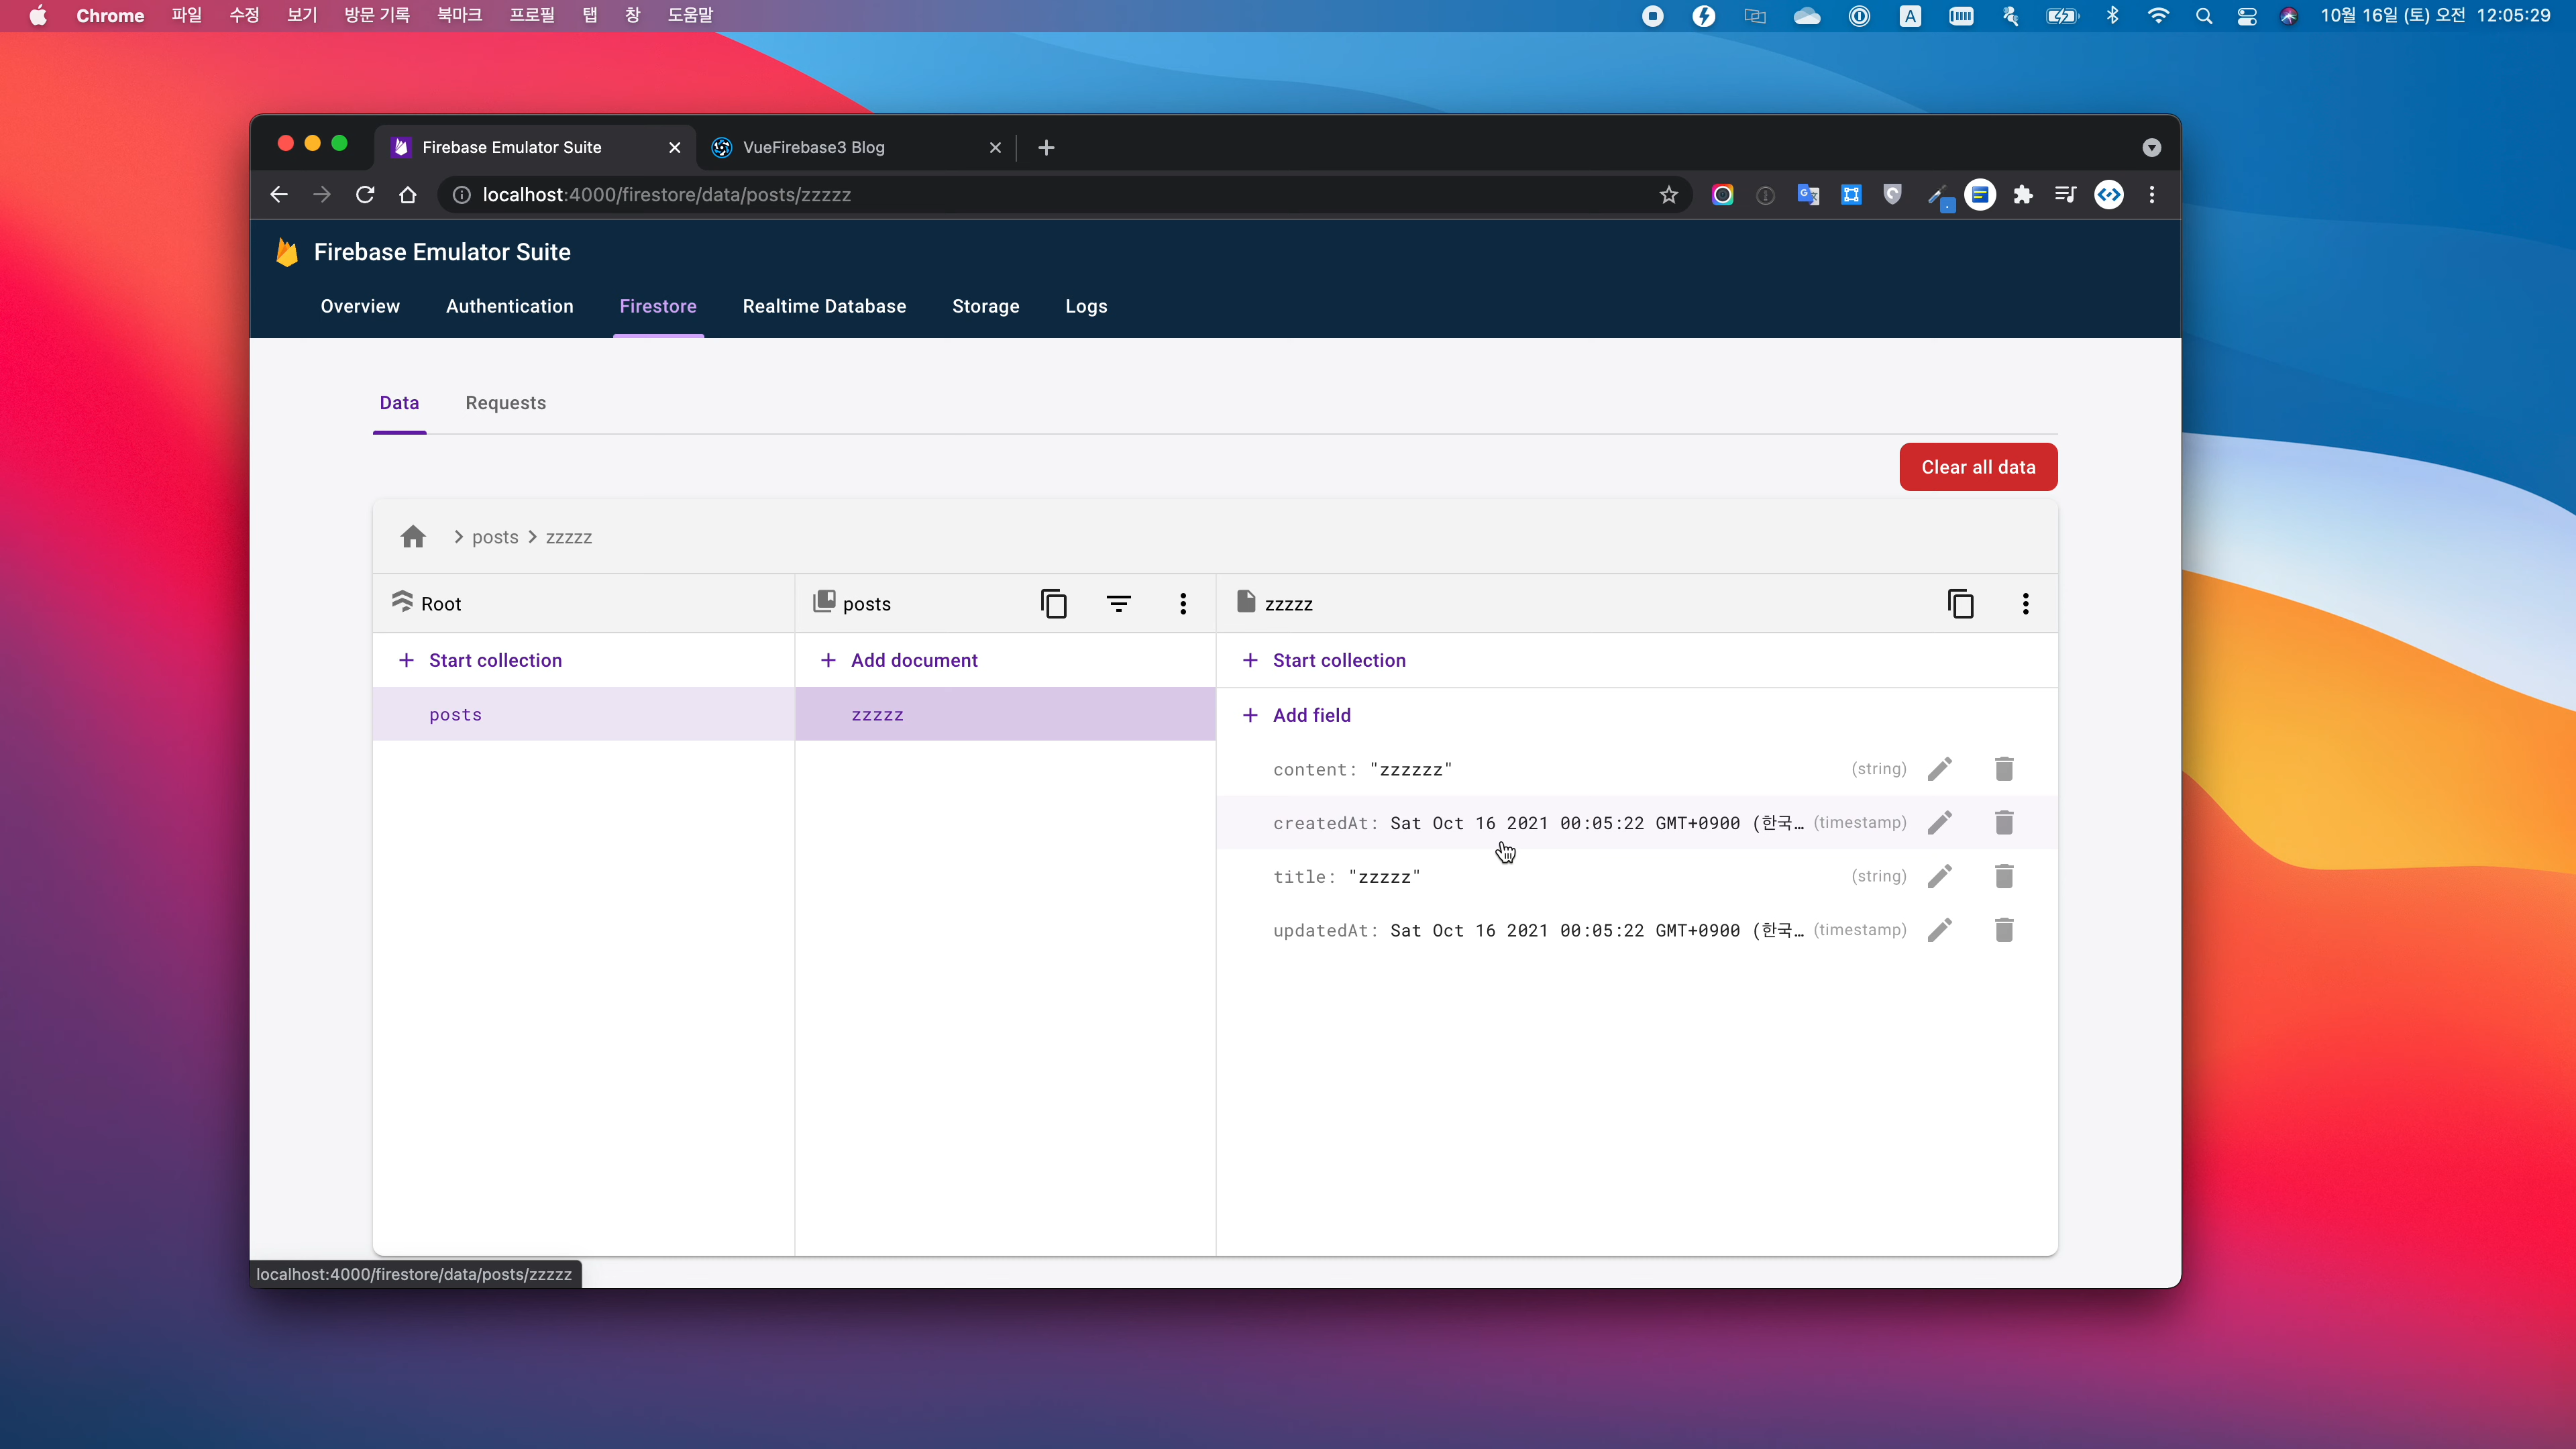 Chrome 파일 수정 보기 방문 기록 북마크 프로필 탭 창 도움말 A 10월 16일 (토) 오전 12:05:29
Firebase Emulator Suite VueFirebase3 Blog
localhost:4000/firestore/data/posts/zzzzz
Firebase Emulator Suite
Overview Authentication Firestore Realtime Database Storage Logs
Data Requests
Clear all data
posts zzzzz
Root posts zzzzz
+ Start collection + Add document + Start collection
posts zzzzz + Add field
content: "zzzzzz" (string)
createdAt: Sat Oct 16 2021 00:05:22 GMT+0900 (한국... (timestamp)
title: "zzzzz" (string)
updatedAt: Sat Oct 16 2021 00:05:22 GMT+0900 (한국... (timestamp)
localhost:4000/firestore/data/posts/zzzzz